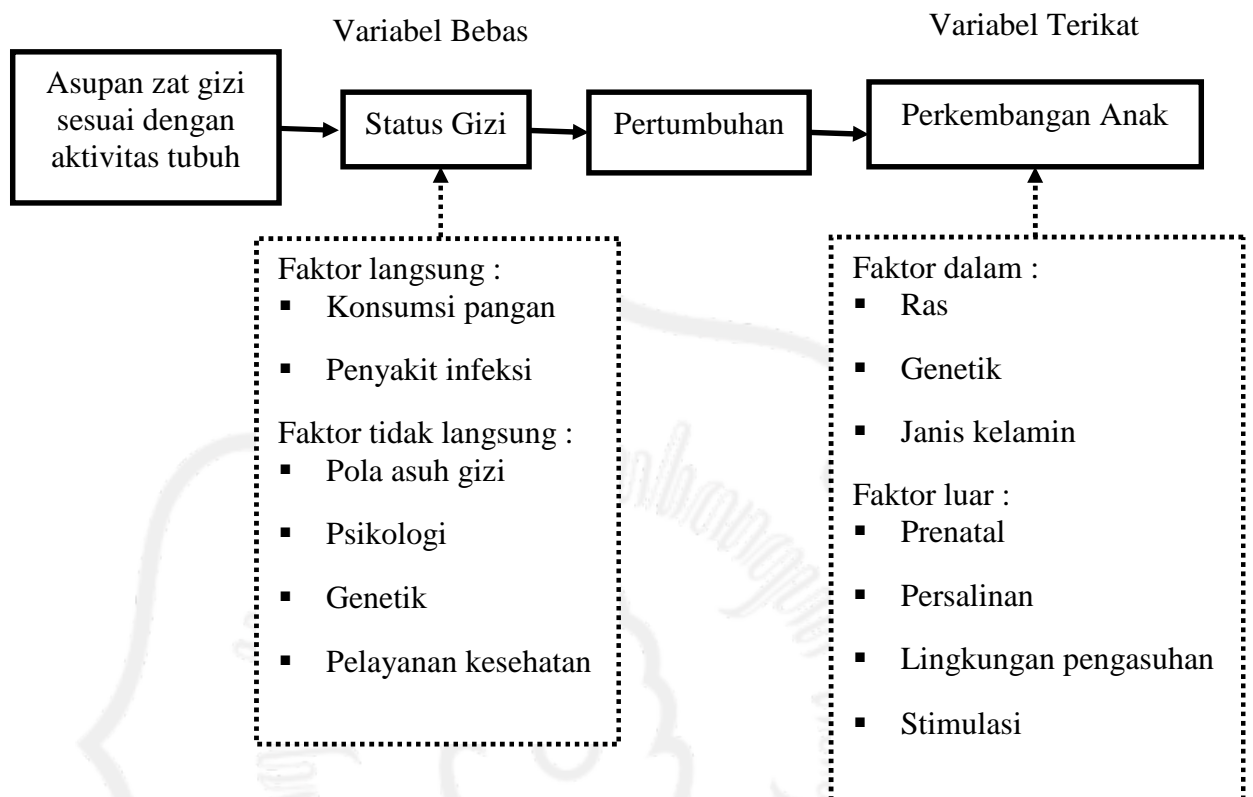 Variabel Bebas
Variabel Terikat
Asupan zat gizi
sesuai dengan
aktivitas tubuh
Status Gizi
Pertumbuhan
Perkembangan Anak
Faktor langsung :
▪ Konsumsi pangan
▪ Penyakit infeksi
Faktor tidak langsung :
▪ Pola asuh gizi
▪ Psikologi
▪ Genetik
▪ Pelayanan kesehatan
Faktor dalam :
▪ Ras
▪ Genetik
▪ Janis kelamin
Faktor luar :
▪ Prenatal
▪ Persalinan
▪ Lingkungan pengasuhan
▪ Stimulasi